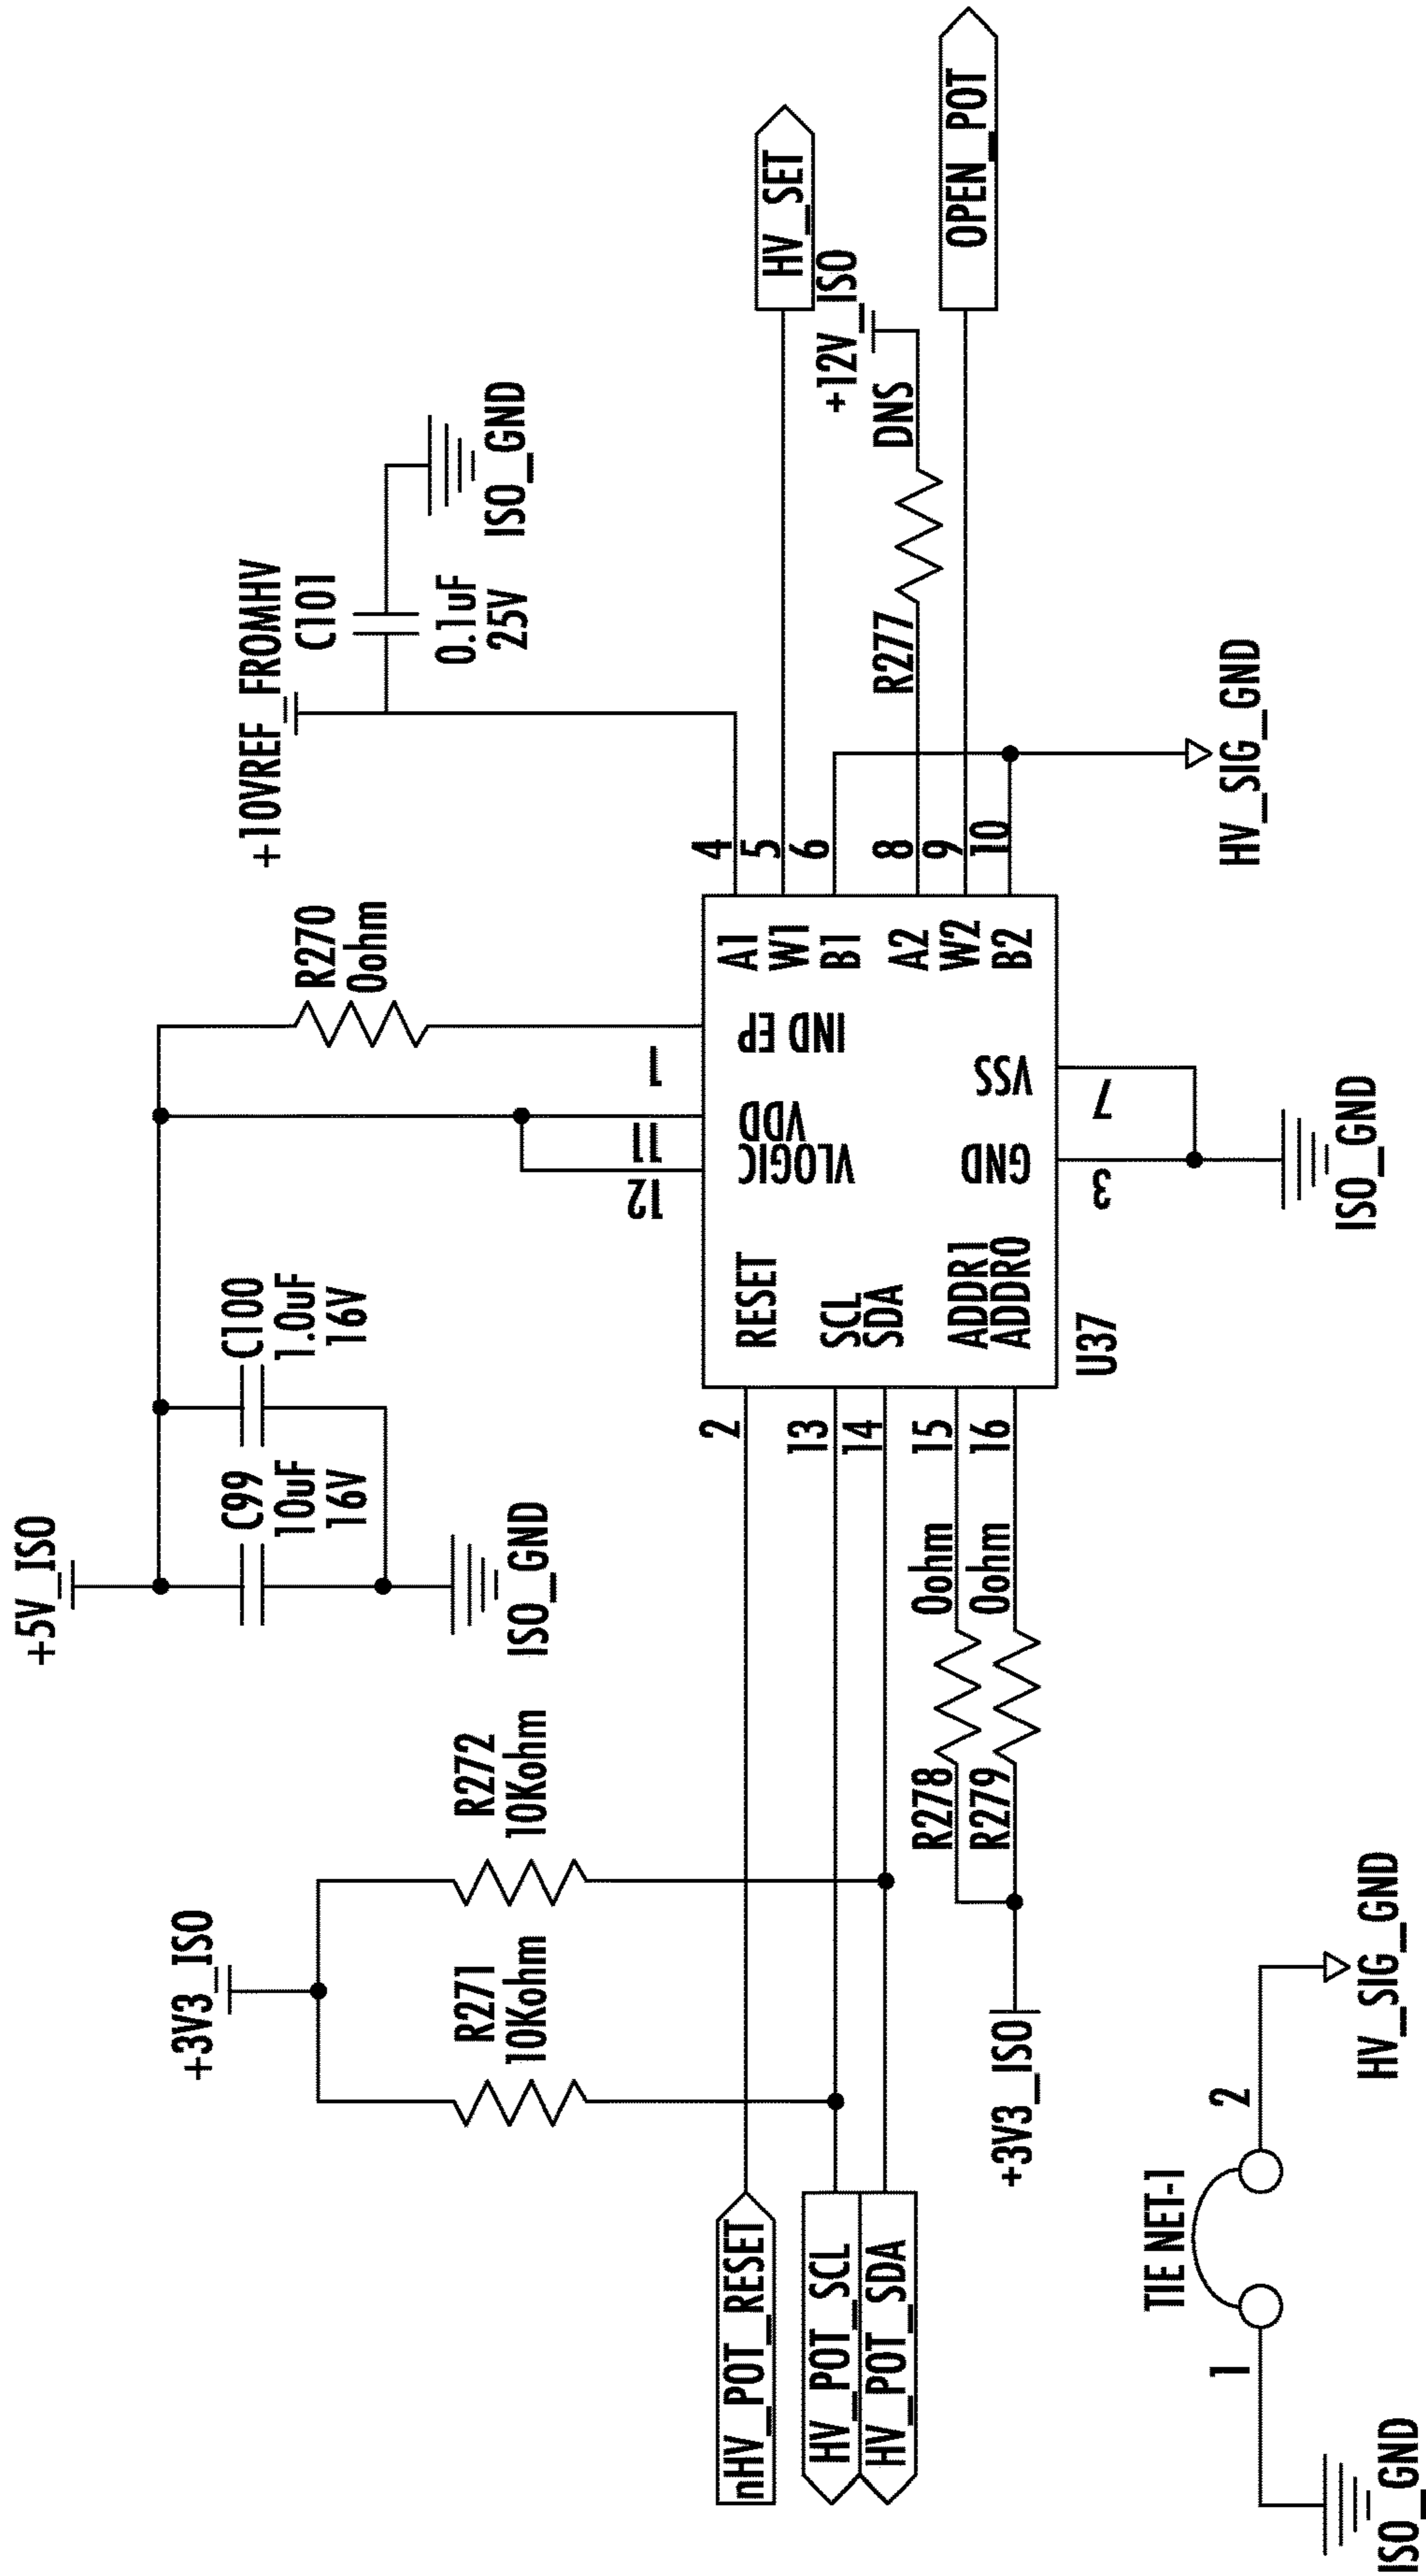 +5V_ISO
C99
10uF
16V
C100
1.0uF
16V
ISO_GND
R270
0ohm
+10VREF_FROMHV
C101
0.1uF
25V
ISO_GND
+3V3_ISO
R271
10Kohm
R272
10Kohm
nHV_POT_RESET
HV_POT_SCL
HV_POT_SDA
2
13
14
15
16
12
11
1
RESET
SCL
SDA
ADDR1
ADDR0
VLOGIC
VDD
IND EP
GND
VSS
A1
W1
B1
A2
W2
B2
U37
3
7
ISO_GND
4
5
6
8
9
10
HV_SET
+12V_ISO
R277
DNS
OPEN_POT
HV_SIG_GND
R278
0ohm
R279
0ohm
+3V3_ISO
TIE NET-1
1
2
ISO_GND
HV_SIG_GND